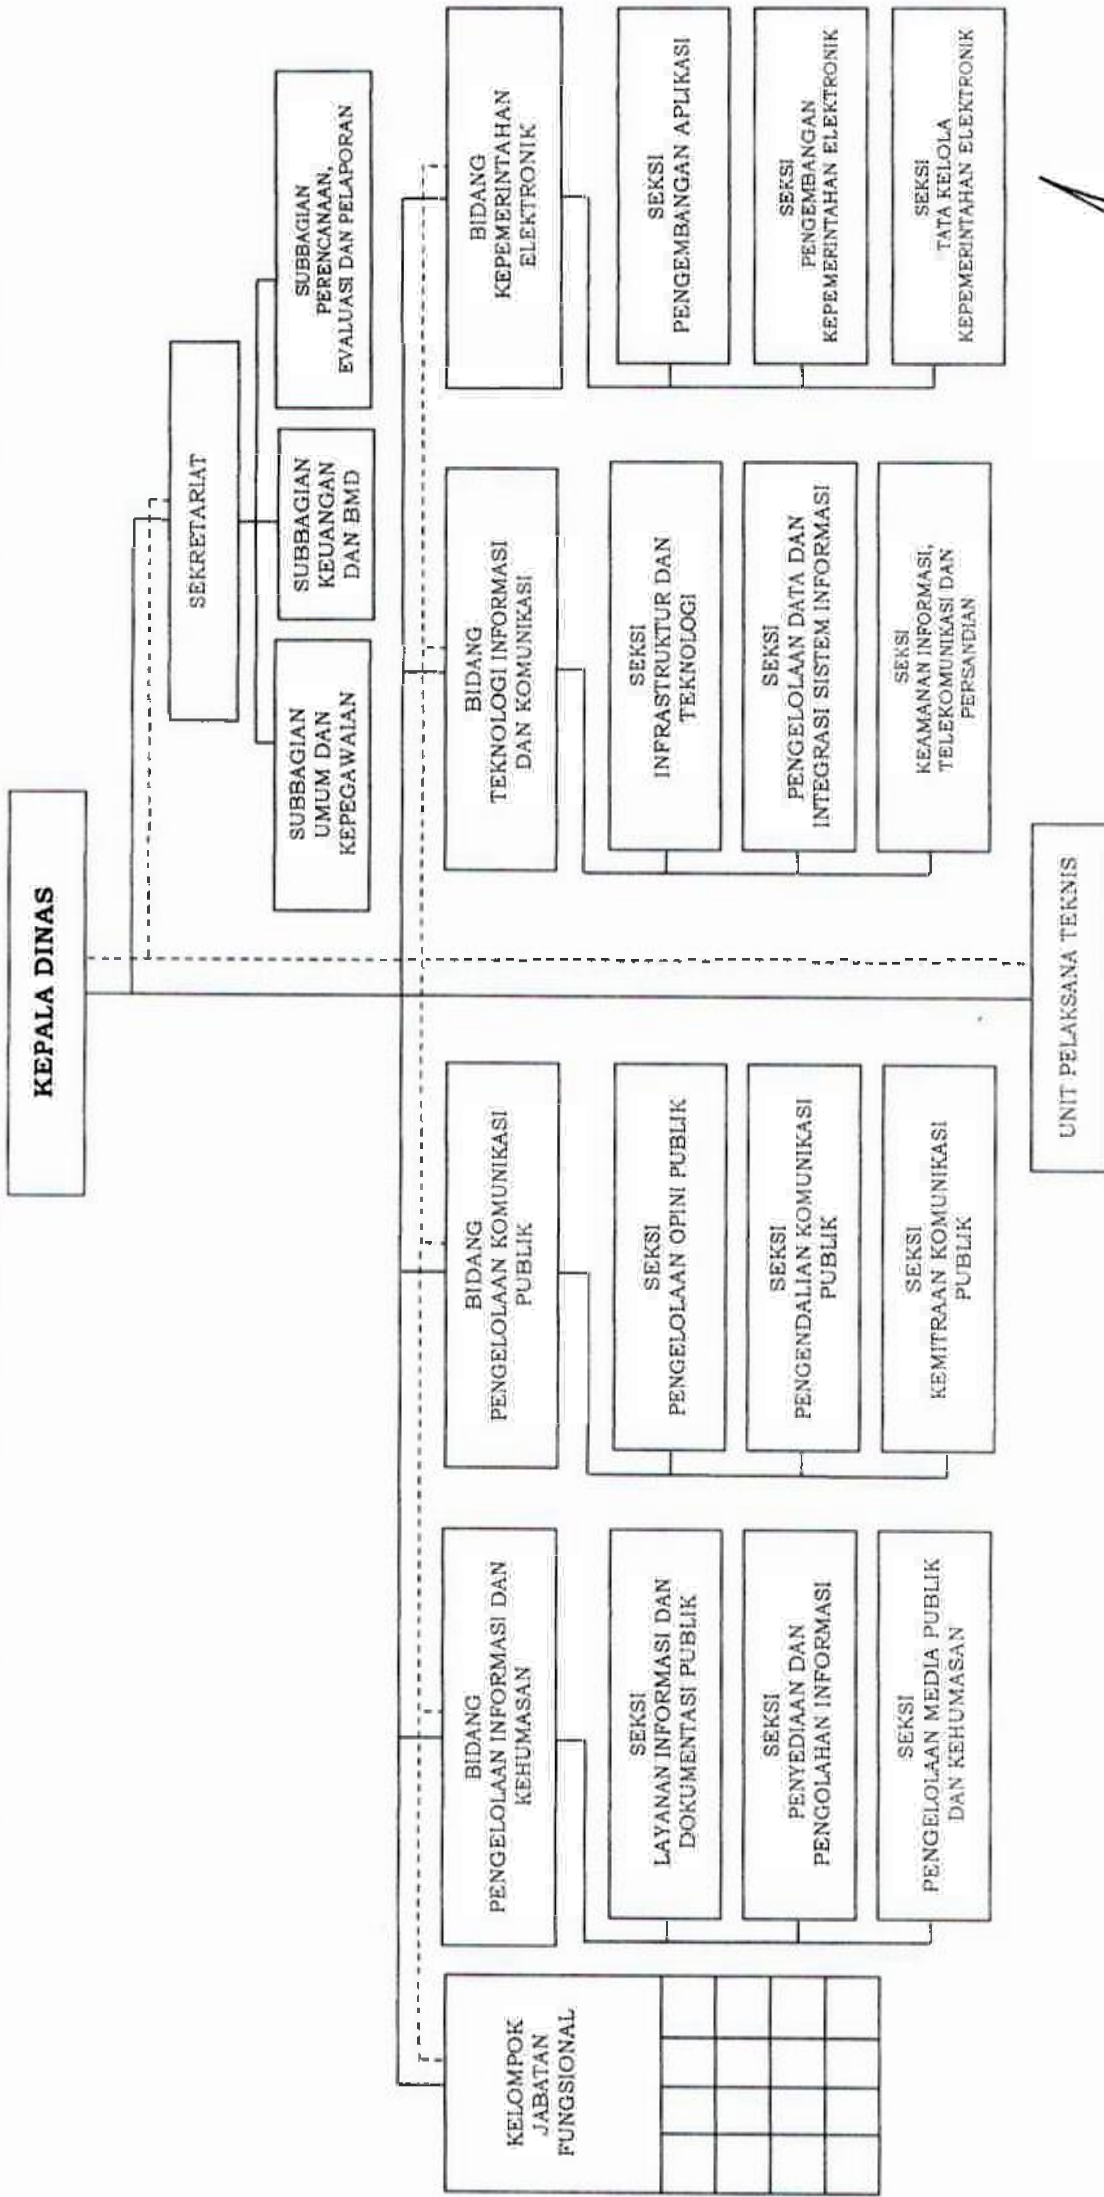 KEPALA DINAS
SEKRETARIAT
SUBBAGIAN
UMUM DAN
KEPEGAWAIAN
SUBBAGIAN
KEUANGAN
DAN BMD
SUBBAGIAN
PERENCANAAN,
EVALUASI DAN PELAPORAN
KELOMPOK
JABATAN
FUNGSIONAL
BIDANG
PENGELOLAAN INFORMASI DAN
KEHUMASAN
SEKSI
LAYANAN INFORMASI DAN
DOKUMENTASI PUBLIK
SEKSI
PENYEDIAAN DAN
PENGOLAHAN INFORMASI
SEKSI
PENGELOLAAN MEDIA PUBLIK
DAN KEHUMASAN
BIDANG
PENGELOLAAN KOMUNIKASI
PUBLIK
SEKSI
PENGELOLAAN OPINI PUBLIK
SEKSI
PENGENDALIAN KOMUNIKASI
PUBLIK
SEKSI
KEMITRAAN KOMUNIKASI
PUBLIK
BIDANG
TEKNOLOGI INFORMASI
DAN KOMUNIKASI
SEKSI
INFRASTRUKTUR DAN
TEKNOLOGI
SEKSI
PENGELOLAAN DATA DAN
INTEGRASI SISTEM INFORMASI
SEKSI
KEAMANAN INFORMASI,
TELEKOMUNIKASI DAN
PERSANDIAN
BIDANG
KEPEMERINTAHAN
ELEKTRONIK
SEKSI
PENGEMBANGAN APLIKASI
SEKSI
PENGEMBANGAN
KEPEMERINTAHAN ELEKTRONIK
SEKSI
TATA KELOLA
KEPEMERINTAHAN ELEKTRONIK
UNIT PELAKSANA TEKNIS